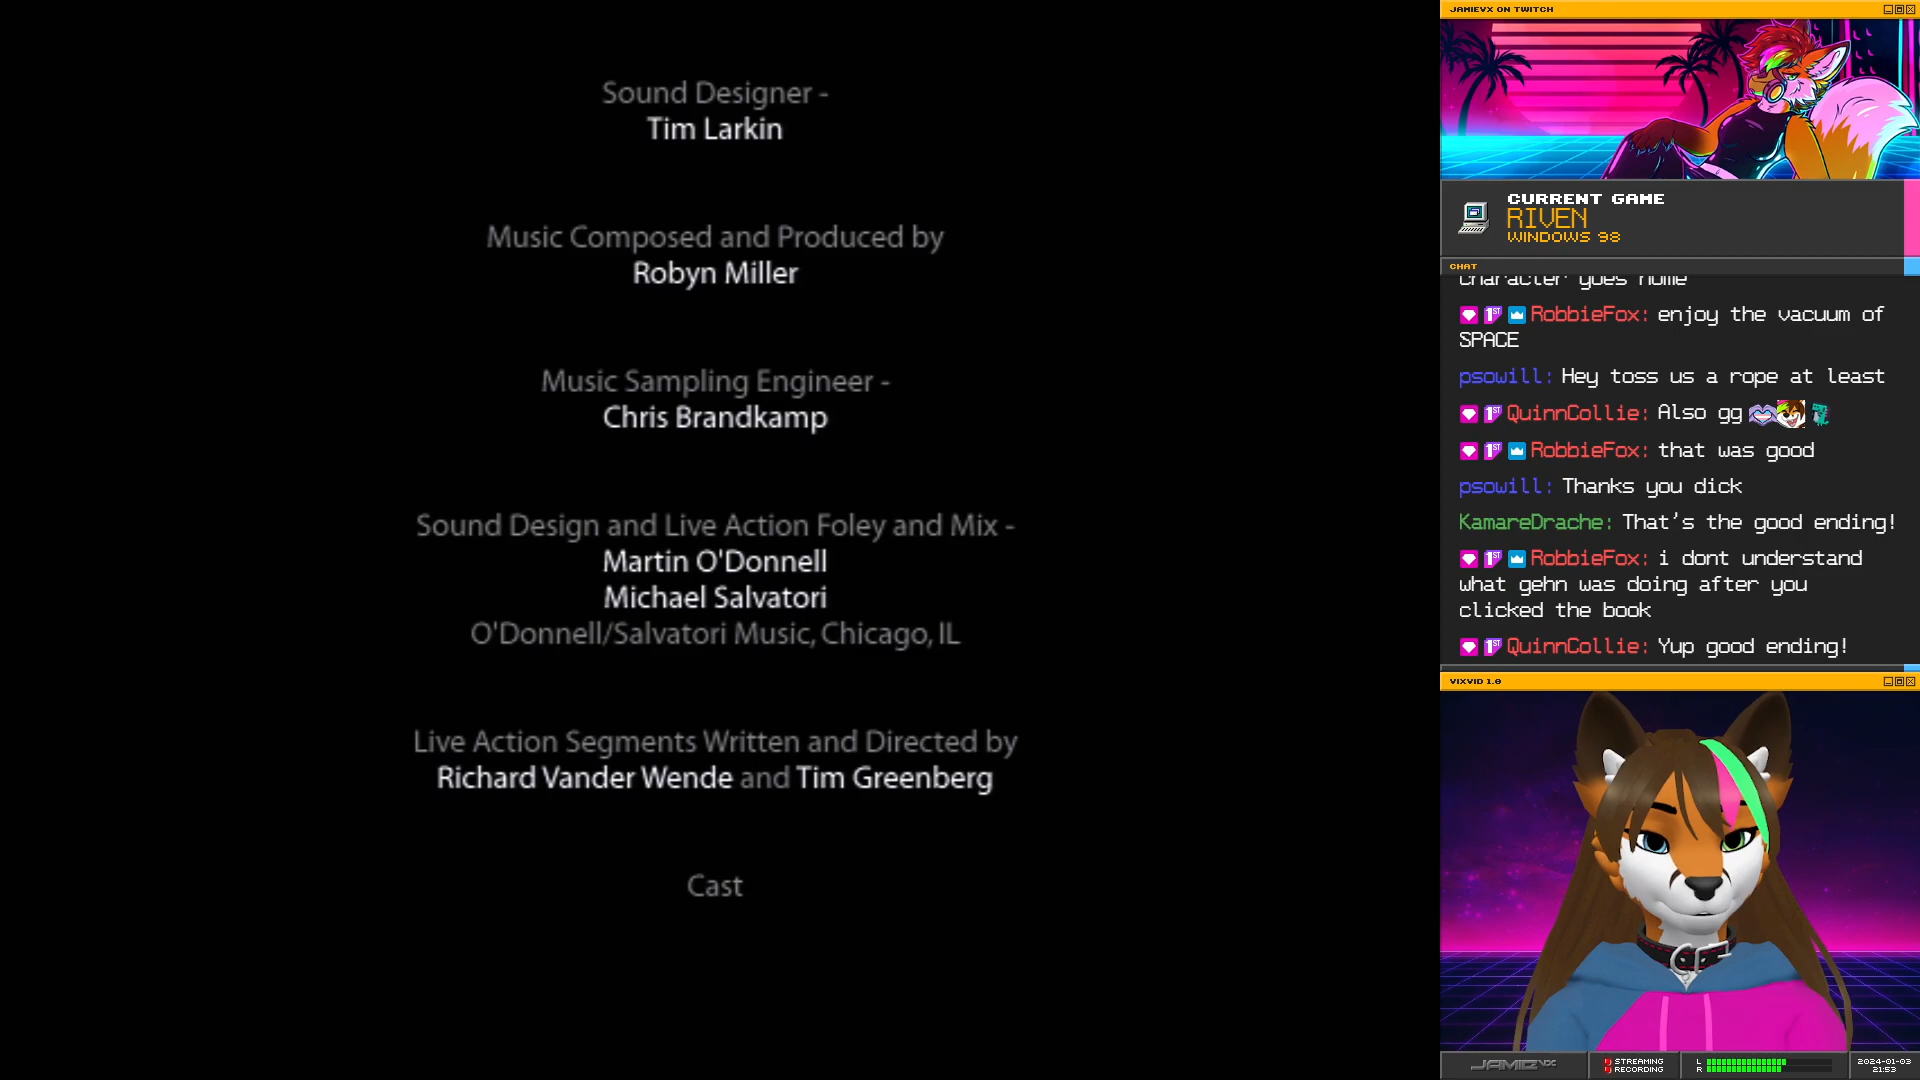 Sound Designer -
Tim Larkin
Music Composed and Produced by
Robyn Miller
Music Sampling Engineer -
Chris Brandkamp
Sound Design and Live Action Foley and Mix -
Martin O'Donnell
Michael Salvatori
O'Donnell/Salvatori Music, Chicago, IL
Live Action Segments Written and Directed by
Richard Vander Wende and Tim Greenberg
Cast
JAMIEVX ON TWITCH
CURRENT GAME
RIVEN
WINDOWS 98
CHAT
character goes home
RobbieFox: enjoy the vacuum of
SPACE
psowill: Hey toss us a rope at least
QuinnCollie: Also gg
RobbieFox: that was good
psowill: Thanks you dick
KamareDrache: That's the good ending!
RobbieFox: i dont understand
what gehn was doing after you
clicked the book
QuinnCollie: Yup good ending!
VIXVID 1.0
JAMIEVX
STREAMING
RECORDING
L
R
2024-01-03
21:53